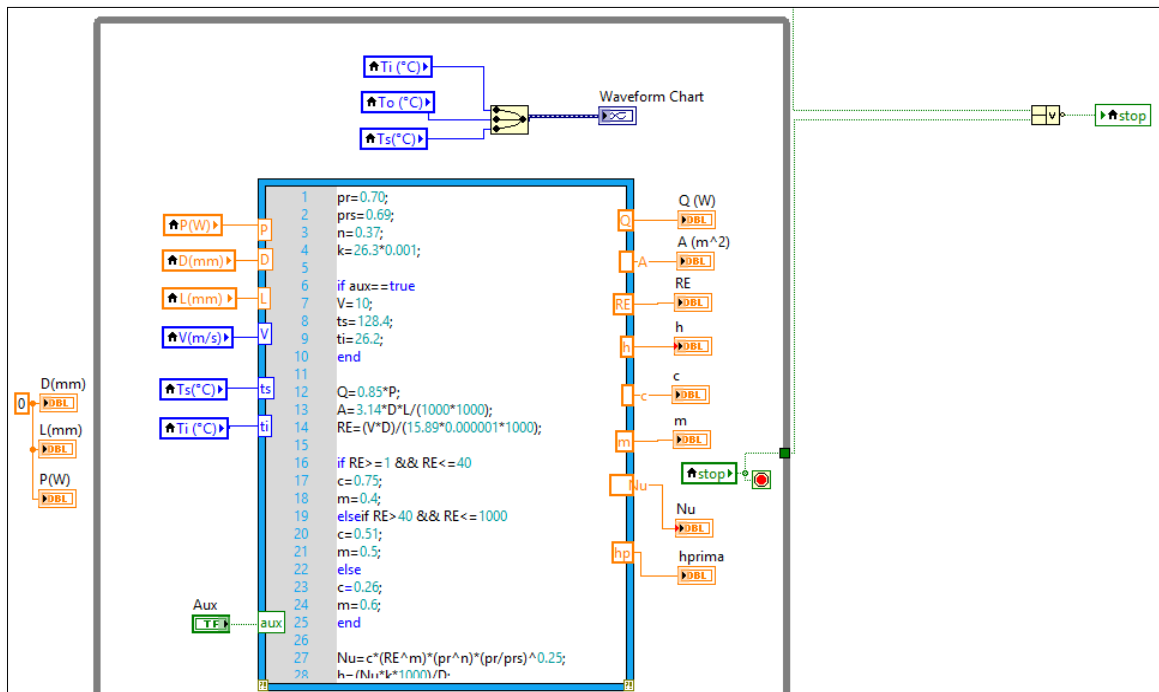 Ti (°C)
To (°C)
Ts(°C)
Waveform Chart
v
stop
P(W)
D(mm)
L(mm)
V(m/s)
Ts(°C)
Ti (°C)
D(mm)
0
DBL
L(mm)
DBL
P(W)
DBL
Aux
TF
p
D
L
V
ts
ti
aux
1 pr=0.70;
2 prs=0.69;
3 n=0.37;
4 k=26.3*0.001;
5
6 if aux==true
7 V=10;
8 ts=128.4;
9 ti=26.2;
10 end
11
12 Q=0.85*P;
13 A=3.14*D*L/(1000*1000);
14 RE=(V*D)/(15.89*0.000001*1000);
15
16 if RE>=1 && RE<=40
17 c=0.75;
18 m=0.4;
19 elseif RE>40 && RE<=1000
20 c=0.51;
21 m=0.5;
22 else
23 c=0.26;
24 m=0.6;
25 end
26
27 Nu=c*(RE^m)*(pr^n)*(pr/prs)^0.25;
28 h=(Nu*k*1000)/D;
Q
A
RE
h
c
m
Nu
hp
Q (W)
DBL
A (m^2)
DBL
RE
DBL
h
DBL
c
DBL
m
DBL
stop
Nu
DBL
hprima
DBL